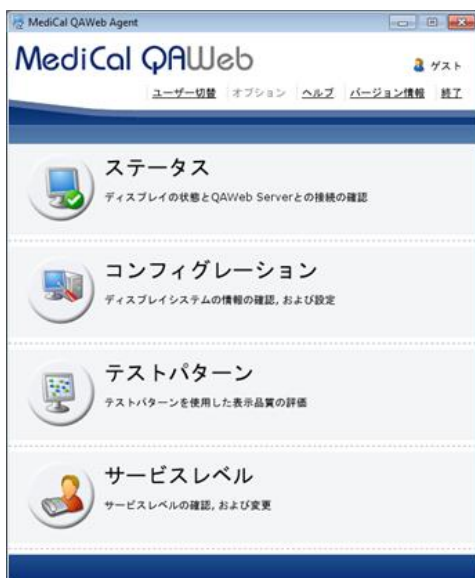 MediCal QAWeb Agent
MediCal QAWeb
ゲスト
ユーザー切替 オプション ヘルプ バージョン情報 終了
ステータス
ディスプレイの状態とQAWeb Serverとの接続の確認
コンフィグレーション
ディスプレイシステムの情報の確認, および設定
テストパターン
テストパターンを使用した表示品質の評価
サービスレベル
サービスレベルの確認, および変更